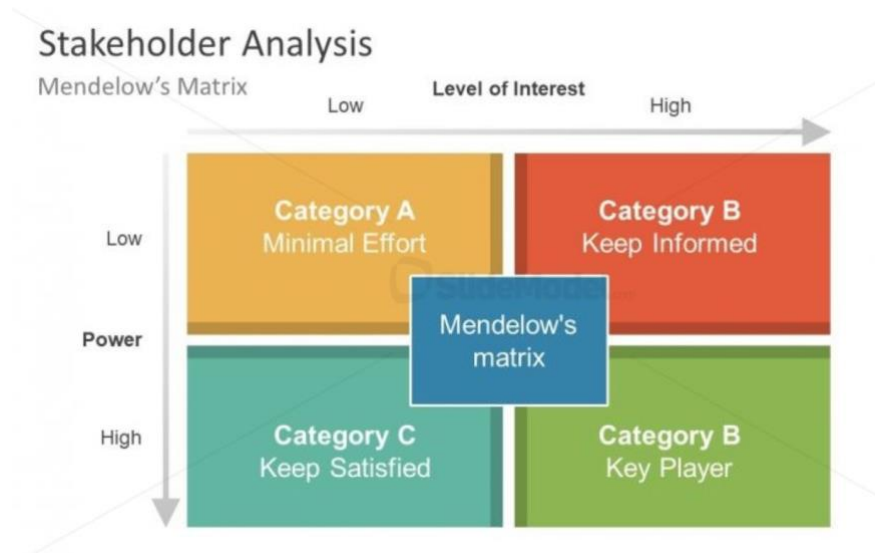 Stakeholder Analysis
Mendelow's Matrix
Level of Interest
Low
High
Low
Power
High
Category A
Minimal Effort
Category B
Keep Informed
Mendelow's
matrix
Category C
Keep Satisfied
Category B
Key Player
SlideModel